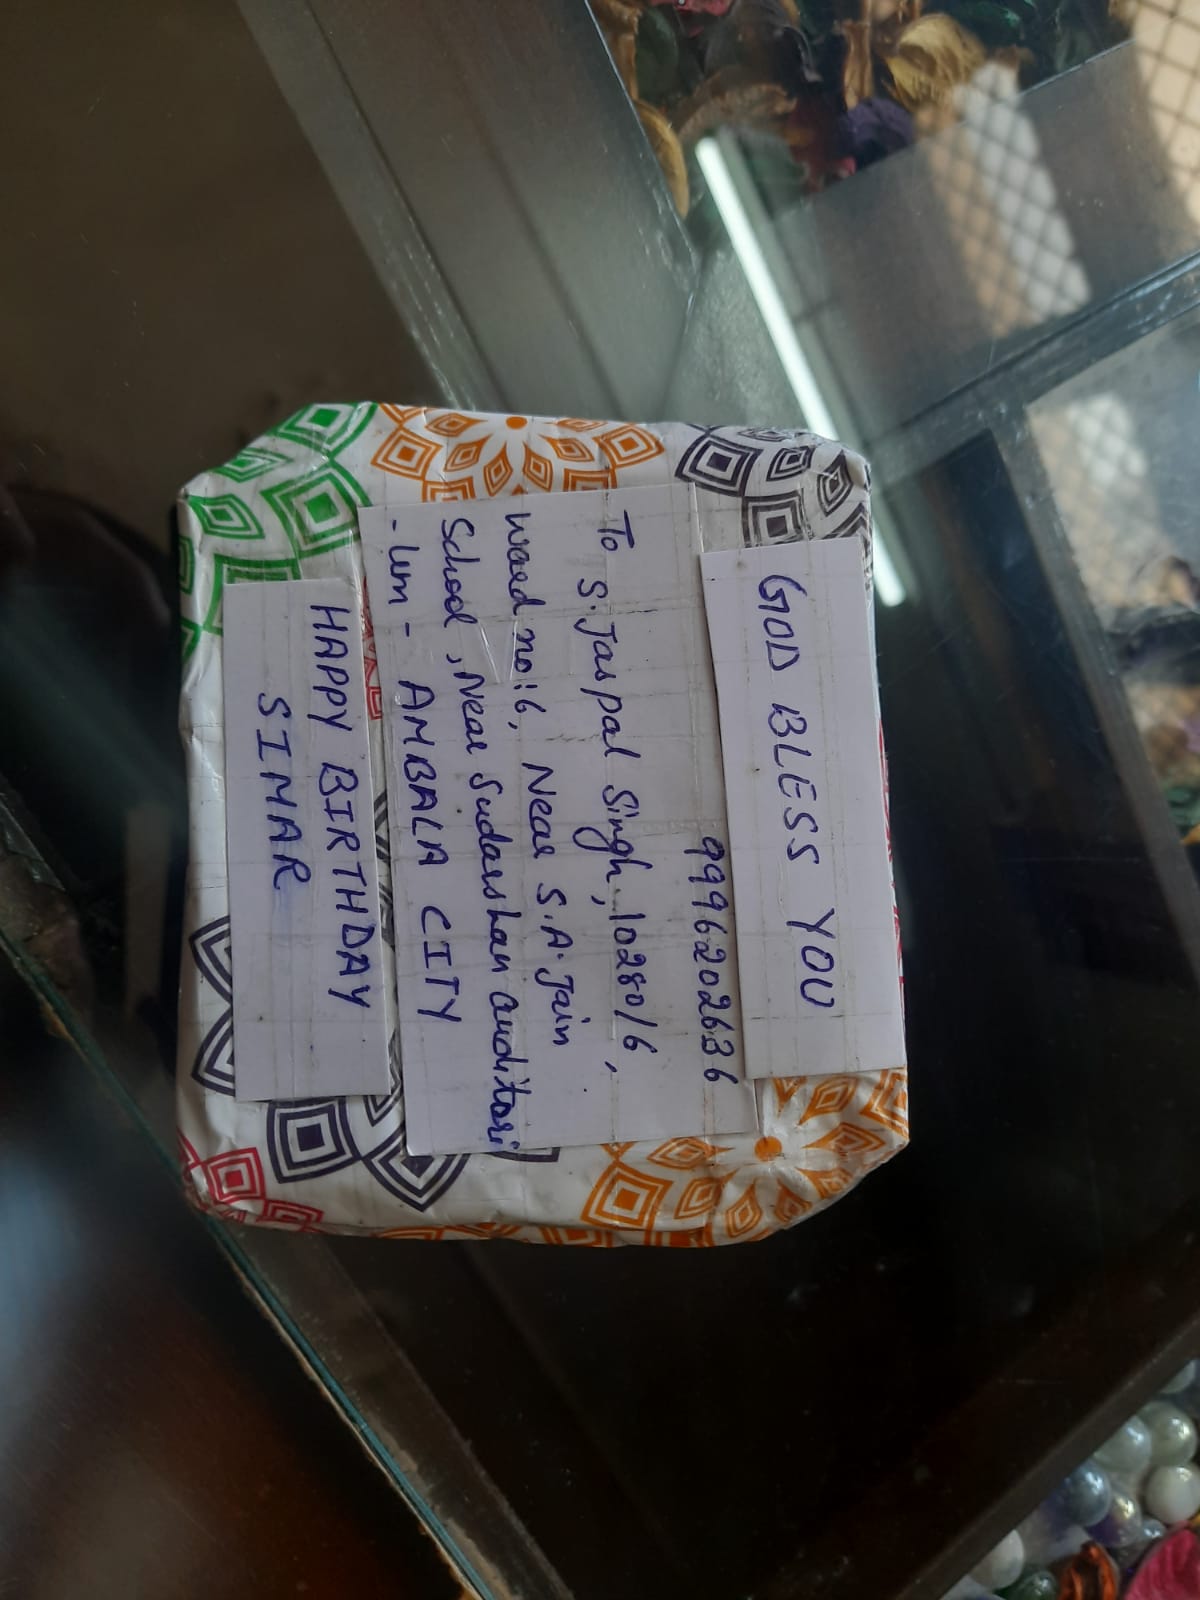 GOD BLESS YOU
9996202636
To S. Jaspal Singh, 10280/6,
Ward no: 6, Near S.A. Jain
School, Near Sudarshan auditori
- um - AMBALA CITY
HAPPY BIRTHDAY
SIMAR